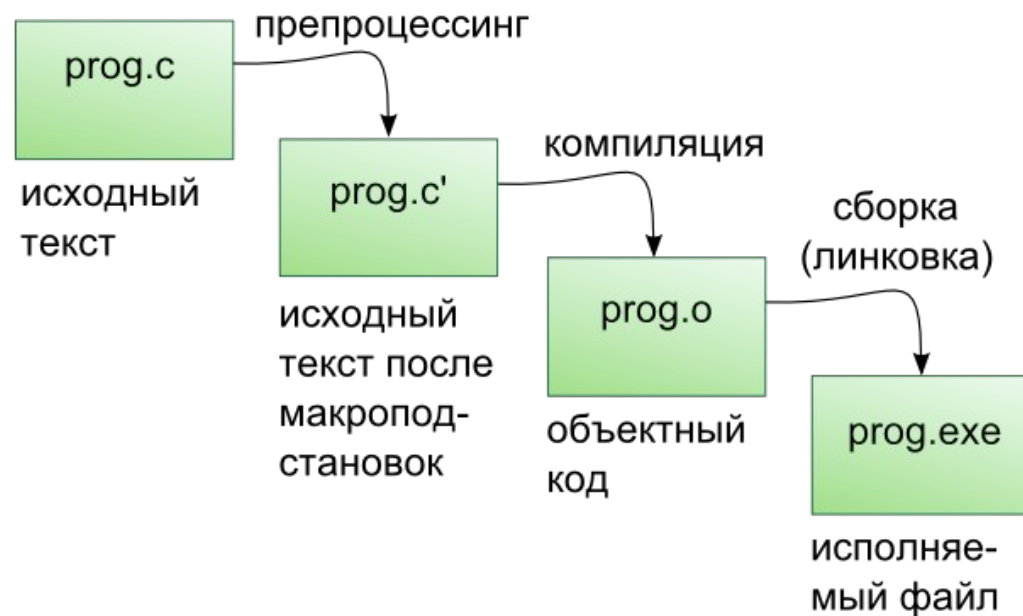 препроцессинг
prog.c
исходный
текст
компиляция
prog.c'
исходный
текст после
макропод-
становок
сборка
(линковка)
prog.o
объектный
код
prog.exe
исполняе-
мый файл